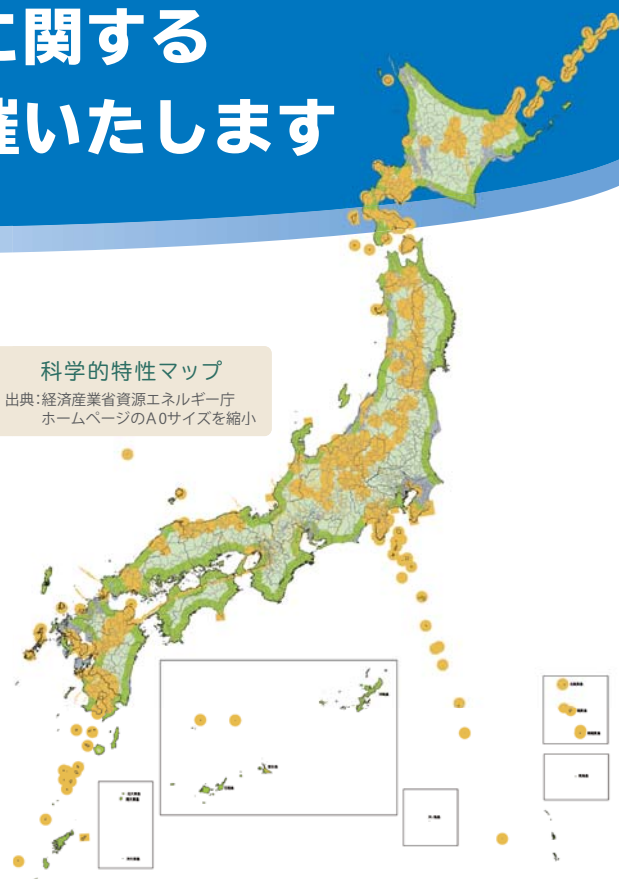 に関する
催いたします
科学的特性マップ
出典:経済産業省資源エネルギー庁
ホームページのA0サイズを縮小